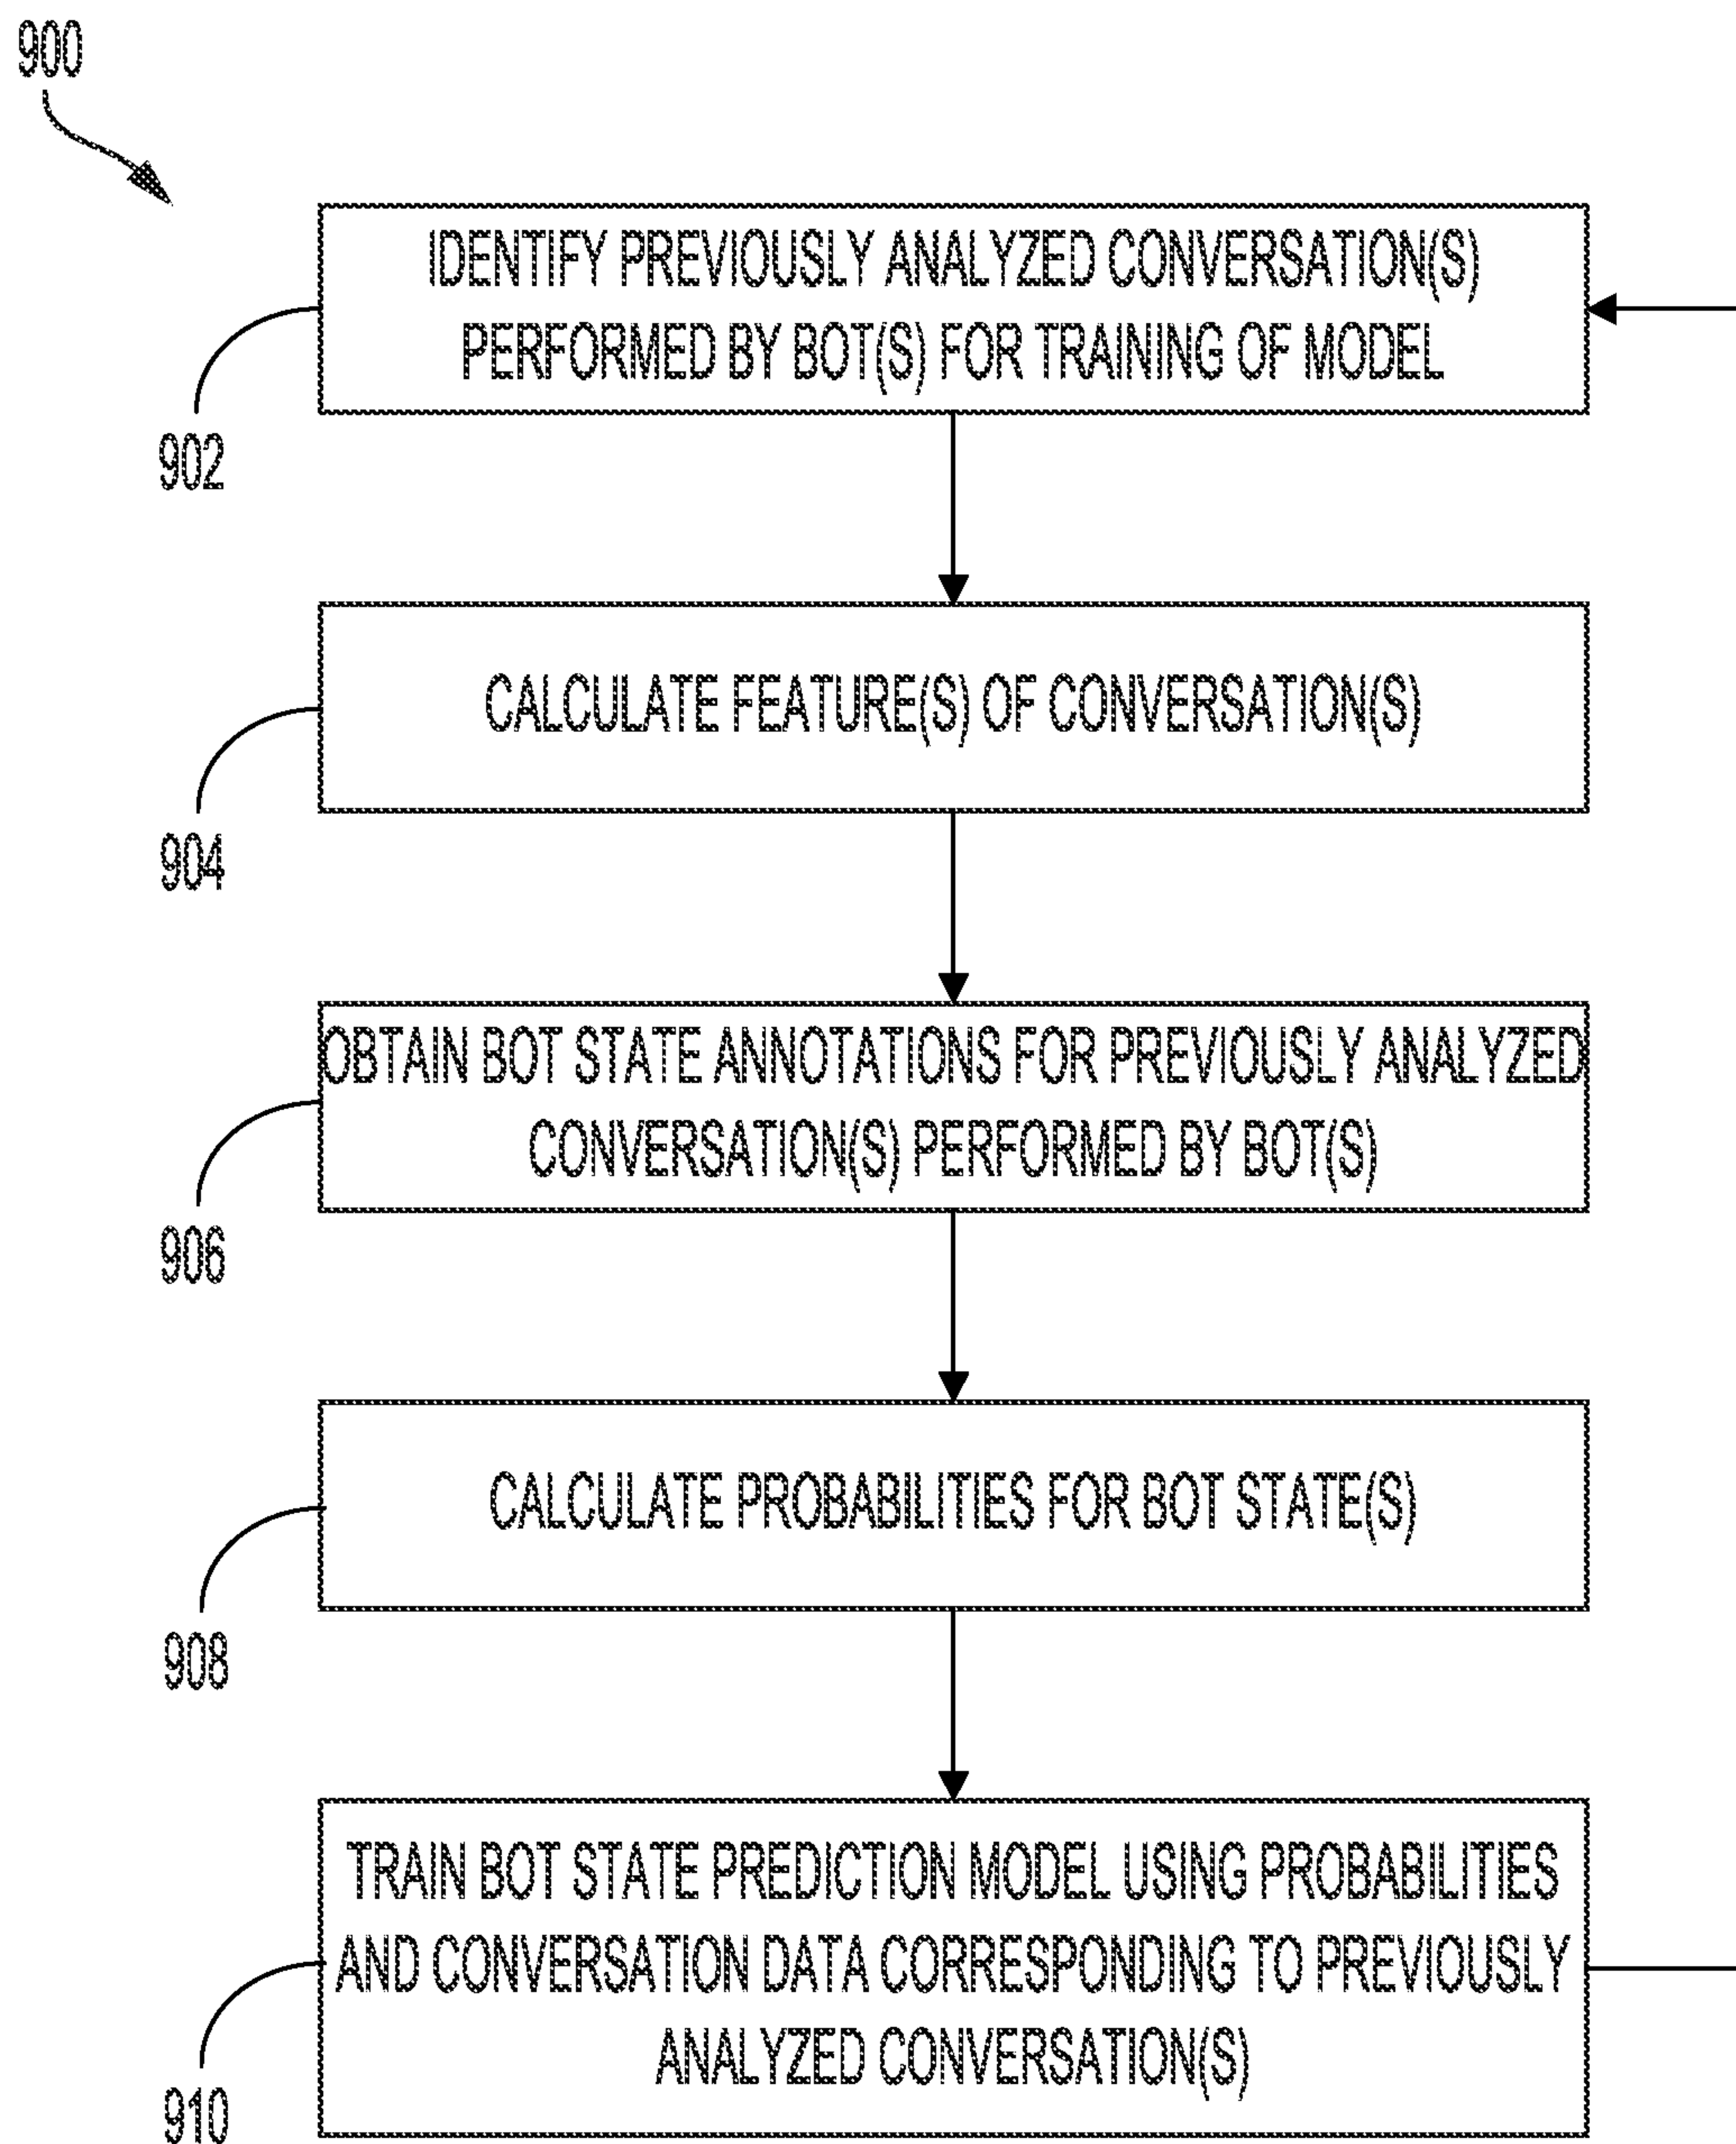 900
IDENTIFY PREVIOUSLY ANALYZED CONVERSATION(S)
PERFORMED BY BOT(S) FOR TRAINING OF MODEL
902
CALCULATE FEATURE(S) OF CONVERSATION(S)
904
OBTAIN BOT STATE ANNOTATIONS FOR PREVIOUSLY ANALYZED
CONVERSATION(S) PERFORMED BY BOT(S)
906
CALCULATE PROBABILITIES FOR BOT STATE(S)
908
TRAIN BOT STATE PREDICTION MODEL USING PROBABILITIES
AND CONVERSATION DATA CORRESPONDING TO PREVIOUSLY
ANALYZED CONVERSATION(S)
910